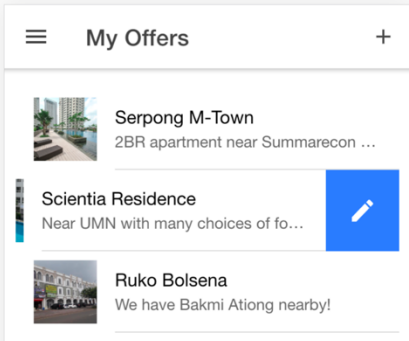 My Offers
Serpong M-Town
2BR apartment near Summarecon ...
Scientia Residence
Near UMN with many choices of fo...
Ruko Bolsena
We have Bakmi Ationg nearby!